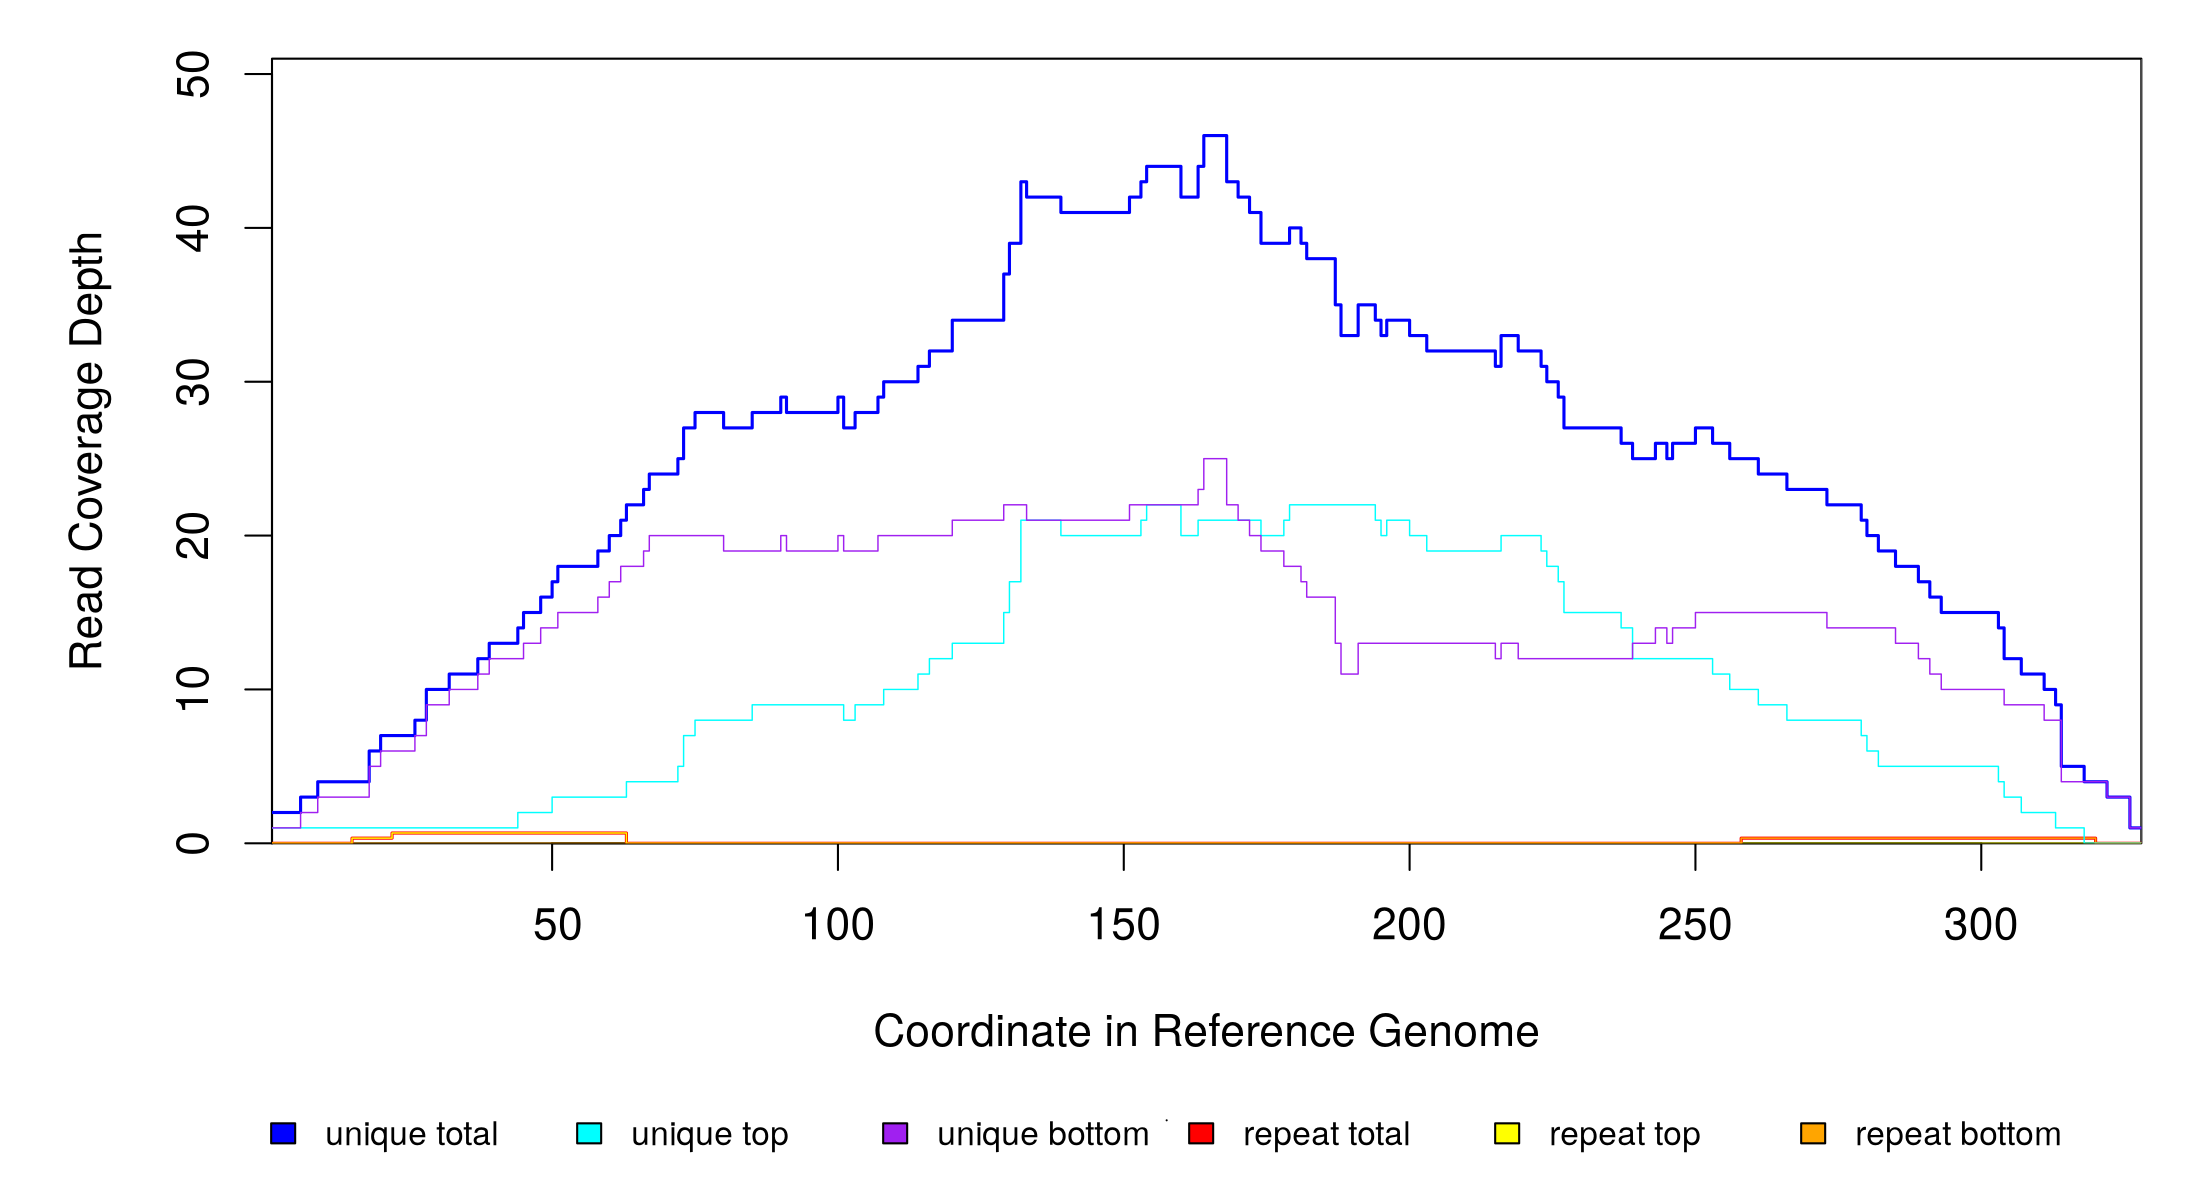 50
40
30
20
10
0
Read Coverage Depth
50 100 150 200 250 300
Coordinate in Reference Genome
unique total unique top unique bottom repeat total repeat top repeat bottom